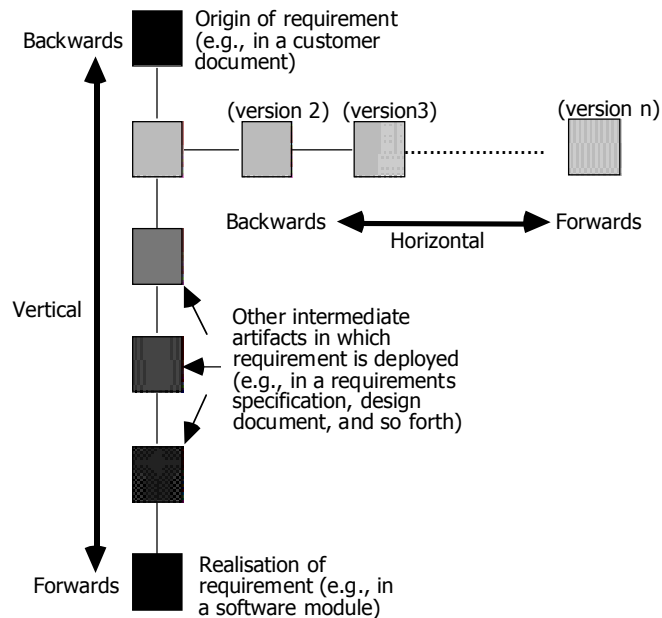 Origin of requirement
(e.g., in a customer
document)
Backwards
(version 2)
(version3)
(version n)
Backwards
Forwards
Horizontal
Vertical
Other intermediate
artifacts in which
requirement is deployed
(e.g., in a requirements
specification, design
document, and so forth)
Forwards
Realisation of
requirement (e.g., in
a software module)